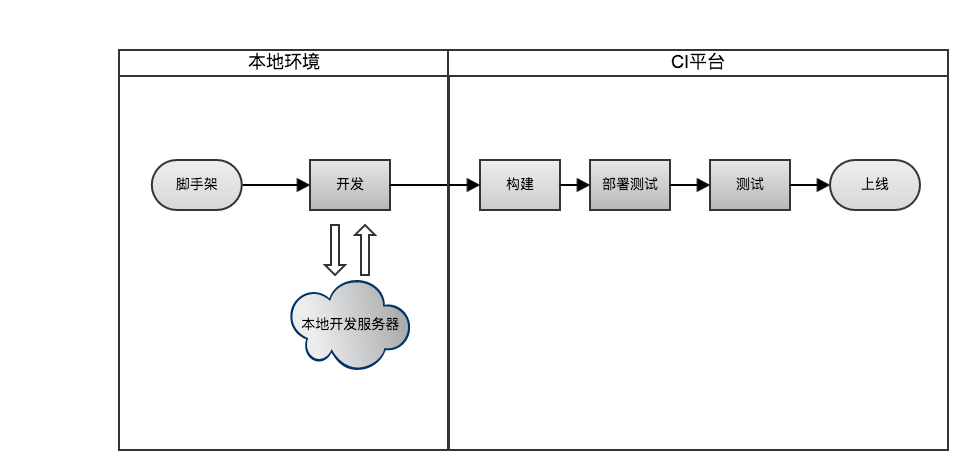 本地环境
CI平台
脚手架
开发
构建
部署测试
测试
上线
本地开发服务器